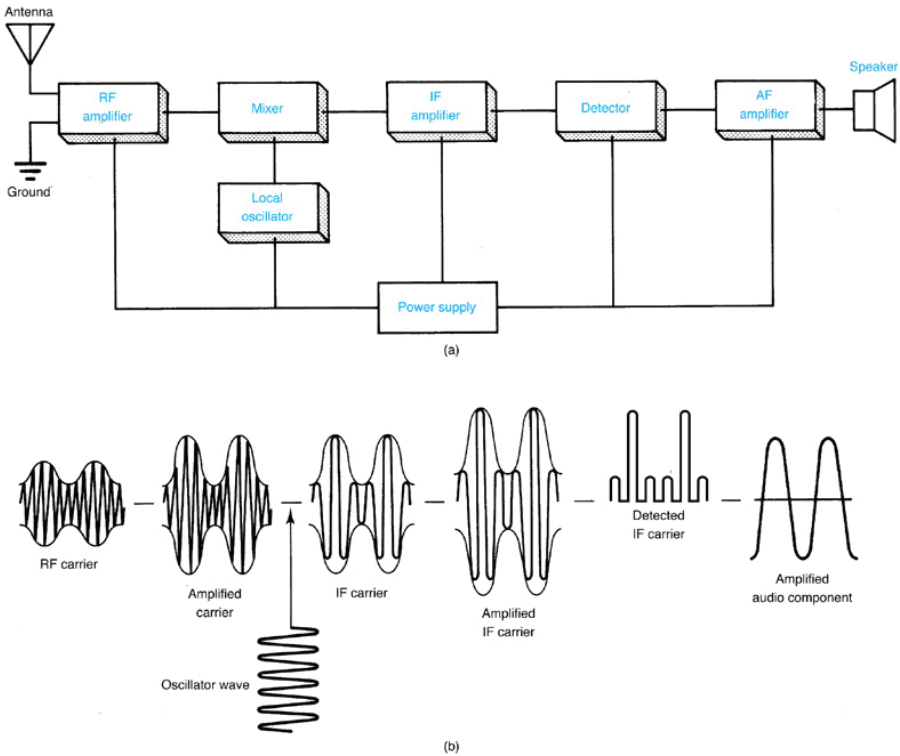 Antenna
RF
amplifier
Mixer
IF
amplifier
Detector
AF
amplifier
Speaker
Ground
Local
oscillator
Power supply
(a)
RF carrier
Amplified
carrier
IF carrier
Amplified
IF carrier
Detected
IF carrier
Amplified
audio component
Oscillator wave
(b)